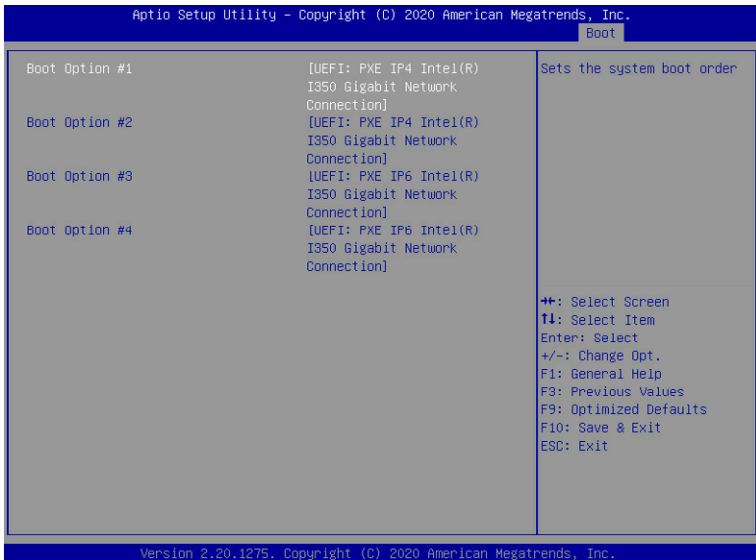 Aptio Setup Utility – Copyright (C) 2020 American Megatrends, Inc.
Boot
Boot Option #1 [UEFI: PXE IP4 Intel(R)
I350 Gigabit Network
Connection]
Boot Option #2 [UEFI: PXE IP4 Intel(R)
I350 Gigabit Network
Connection]
Boot Option #3 [UEFI: PXE IP6 Intel(R)
I350 Gigabit Network
Connection]
Boot Option #4 [UEFI: PXE IP6 Intel(R)
I350 Gigabit Network
Connection]
Sets the system boot order
→←: Select Screen
↑↓: Select Item
Enter: Select
+/-: Change Opt.
F1: General Help
F3: Previous Values
F9: Optimized Defaults
F10: Save & Exit
ESC: Exit
Version 2.20.1275. Copyright (C) 2020 American Megatrends, Inc.